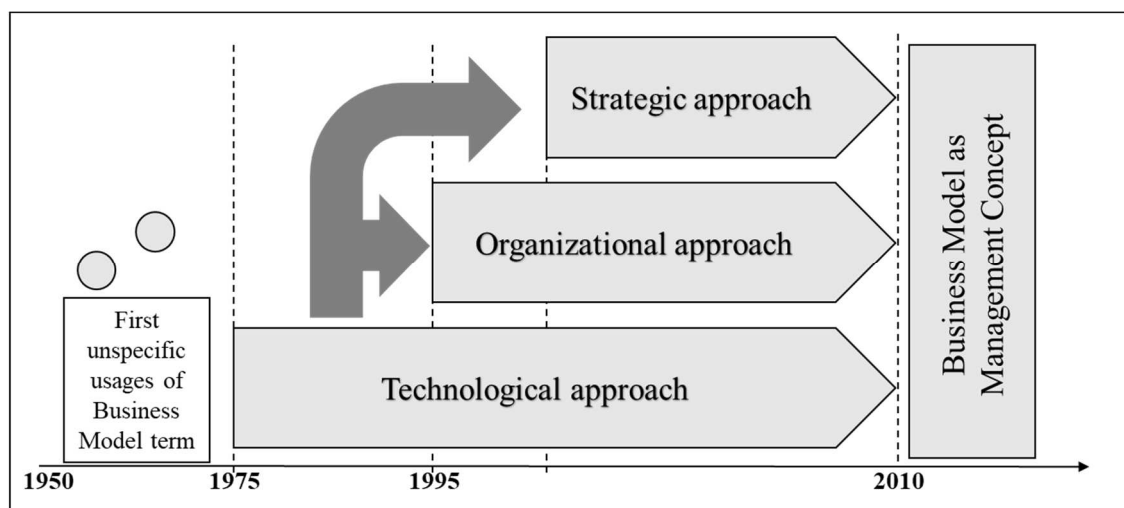 Strategic approach
Organizational approach
Technological approach
First
unspecific
usages of
Business
Model term
Business Model as
Management Concept
1950
1975
1995
2010